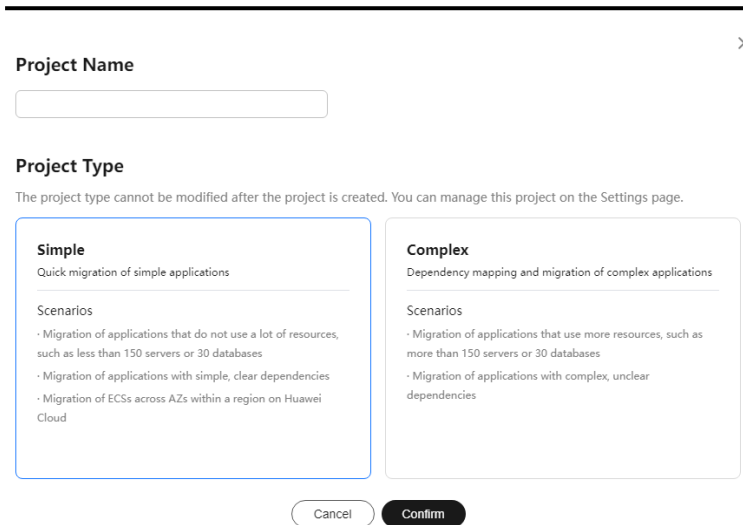 Project Name
Project Type
The project type cannot be modified after the project is created. You can manage this project on the Settings page.
Simple
Quick migration of simple applications
Scenarios
· Migration of applications that do not use a lot of resources,
such as less than 150 servers or 30 databases
· Migration of applications with simple, clear dependencies
· Migration of ECSs across AZs within a region on Huawei
Cloud
Complex
Dependency mapping and migration of complex applications
Scenarios
· Migration of applications that use more resources, such as
more than 150 servers or 30 databases
· Migration of applications with complex, unclear
dependencies
Cancel
Confirm